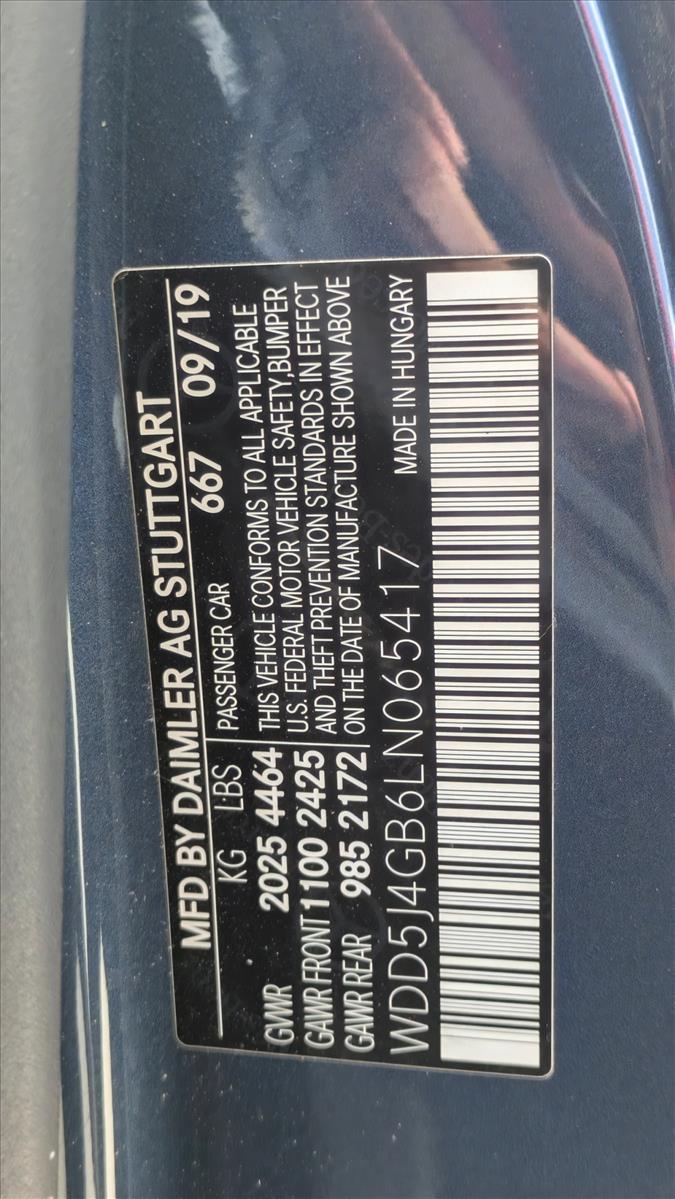 MFD BY DAIMLER AG STUTTGART
667 09/19
KG LBS PASSENGER CAR
GWR 2025 4464
GAWR FRONT 1100 2425
GAWR REAR 985 2172
THIS VEHICLE CONFORMS TO ALL APPLICABLE
U.S. FEDERAL MOTOR VEHICLE SAFETY,BUMPER
AND THEFT PREVENTION STANDARDS IN EFFECT
ON THE DATE OF MANUFACTURE SHOWN ABOVE
WDD5J4GB6LN065417 MADE IN HUNGARY